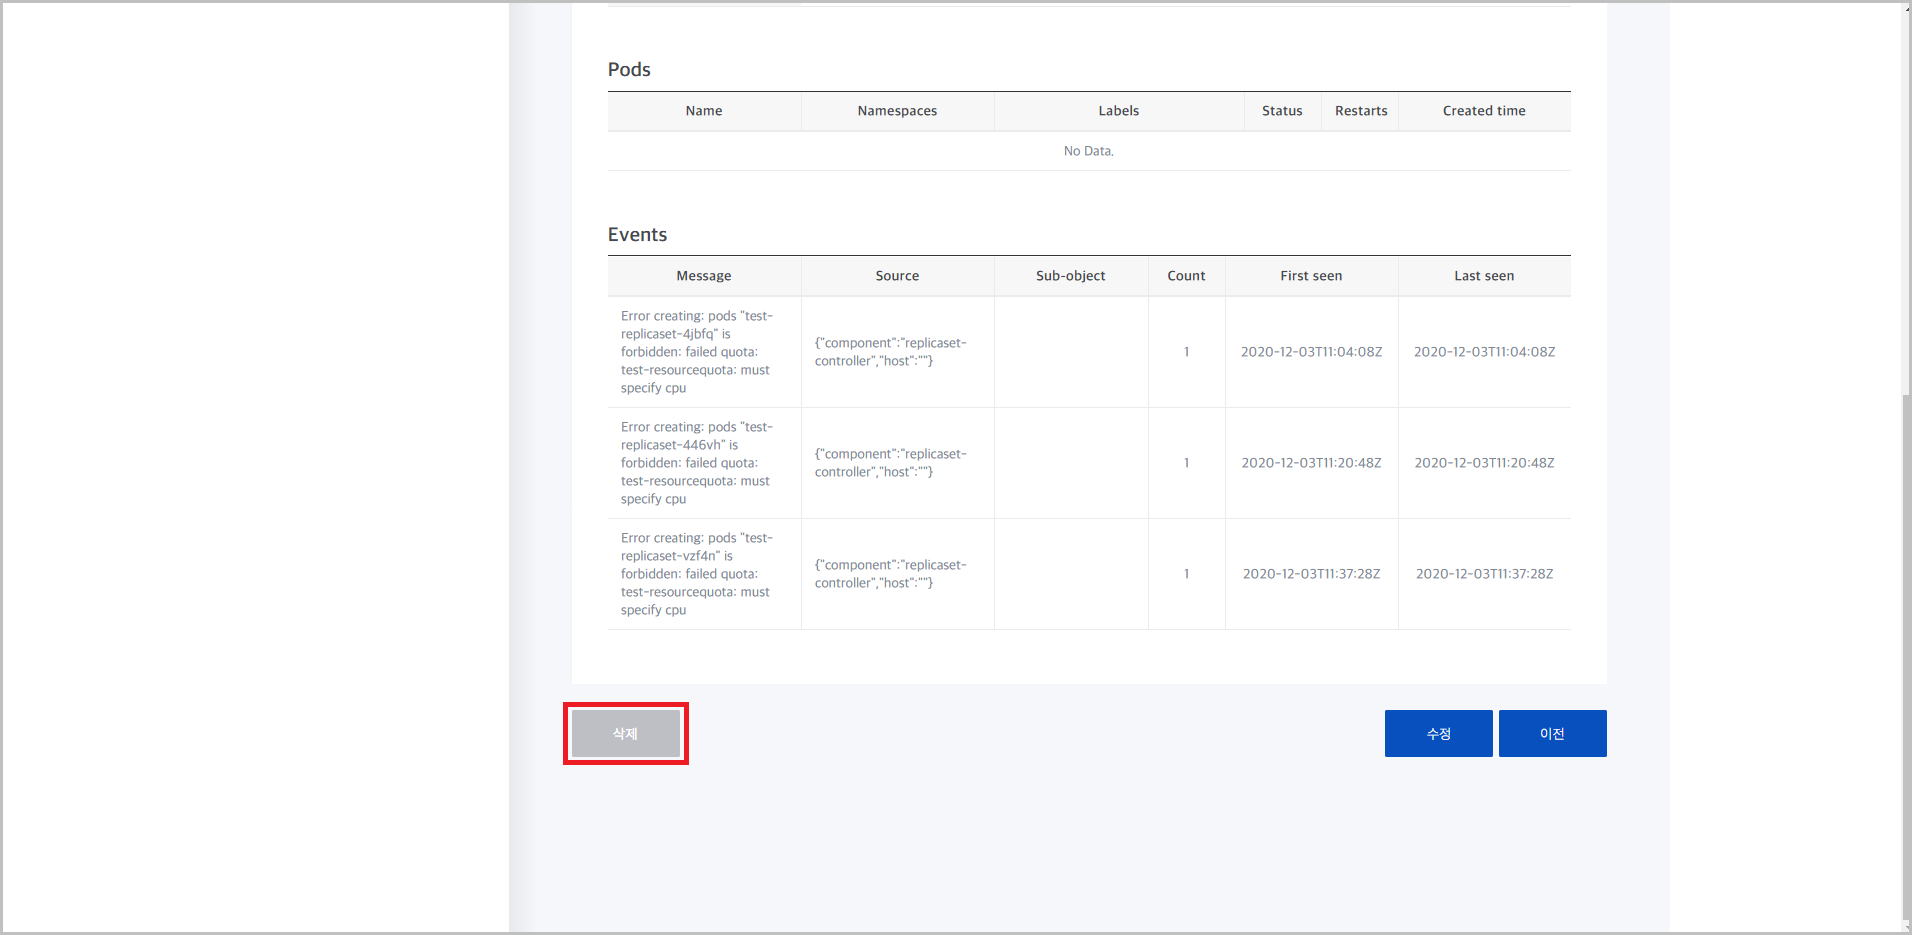 Pods
Name Namespaces Labels Status Restarts Created time
No Data.
Events
Message Source Sub-object Count First seen Last seen
Error creating: pods "test-
replicaset-4jbfq" is
forbidden: failed quota:
test-resourcequota: must
specify cpu
{"component":"replicaset-
controller","host":""}
1
2020-12-03T11:04:08Z
2020-12-03T11:04:08Z
Error creating: pods "test-
replicaset-446vh" is
forbidden: failed quota:
test-resourcequota: must
specify cpu
{"component":"replicaset-
controller","host":""}
1
2020-12-03T11:20:48Z
2020-12-03T11:20:48Z
Error creating: pods "test-
replicaset-vzf4n" is
forbidden: failed quota:
test-resourcequota: must
specify cpu
{"component":"replicaset-
controller","host":""}
1
2020-12-03T11:37:28Z
2020-12-03T11:37:28Z
삭제 수정 이전